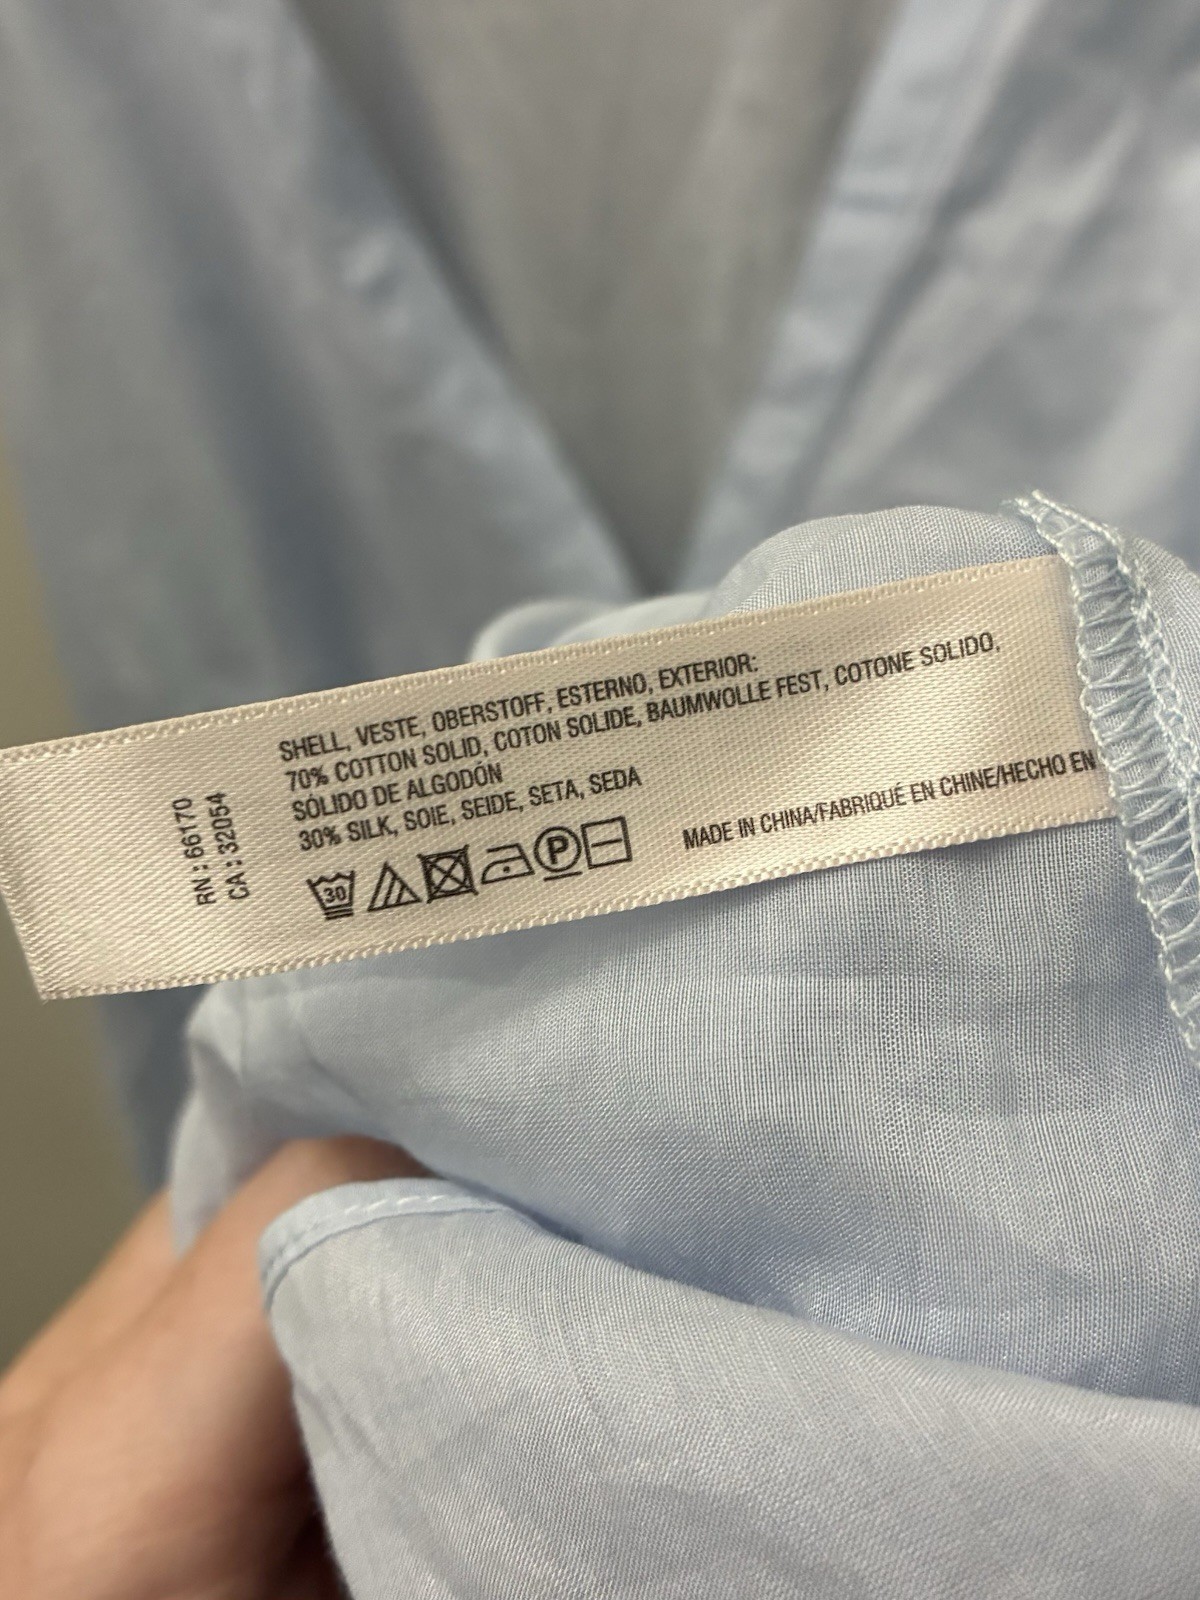 SHELL, VESTE, OBERSTOFF, ESTERNO, EXTERIOR:
70% COTTON SOLID, COTON SOLIDE, BAUMWOLLE FEST, COTONE SOLIDO,
SÓLIDO DE ALGODÓN
30% SILK, SOIE, SEIDE, SETA, SEDA
30
P
MADE IN CHINA/FABRIQUÉ EN CHINE/HECHO EN
RN : 66170
CA : 32054